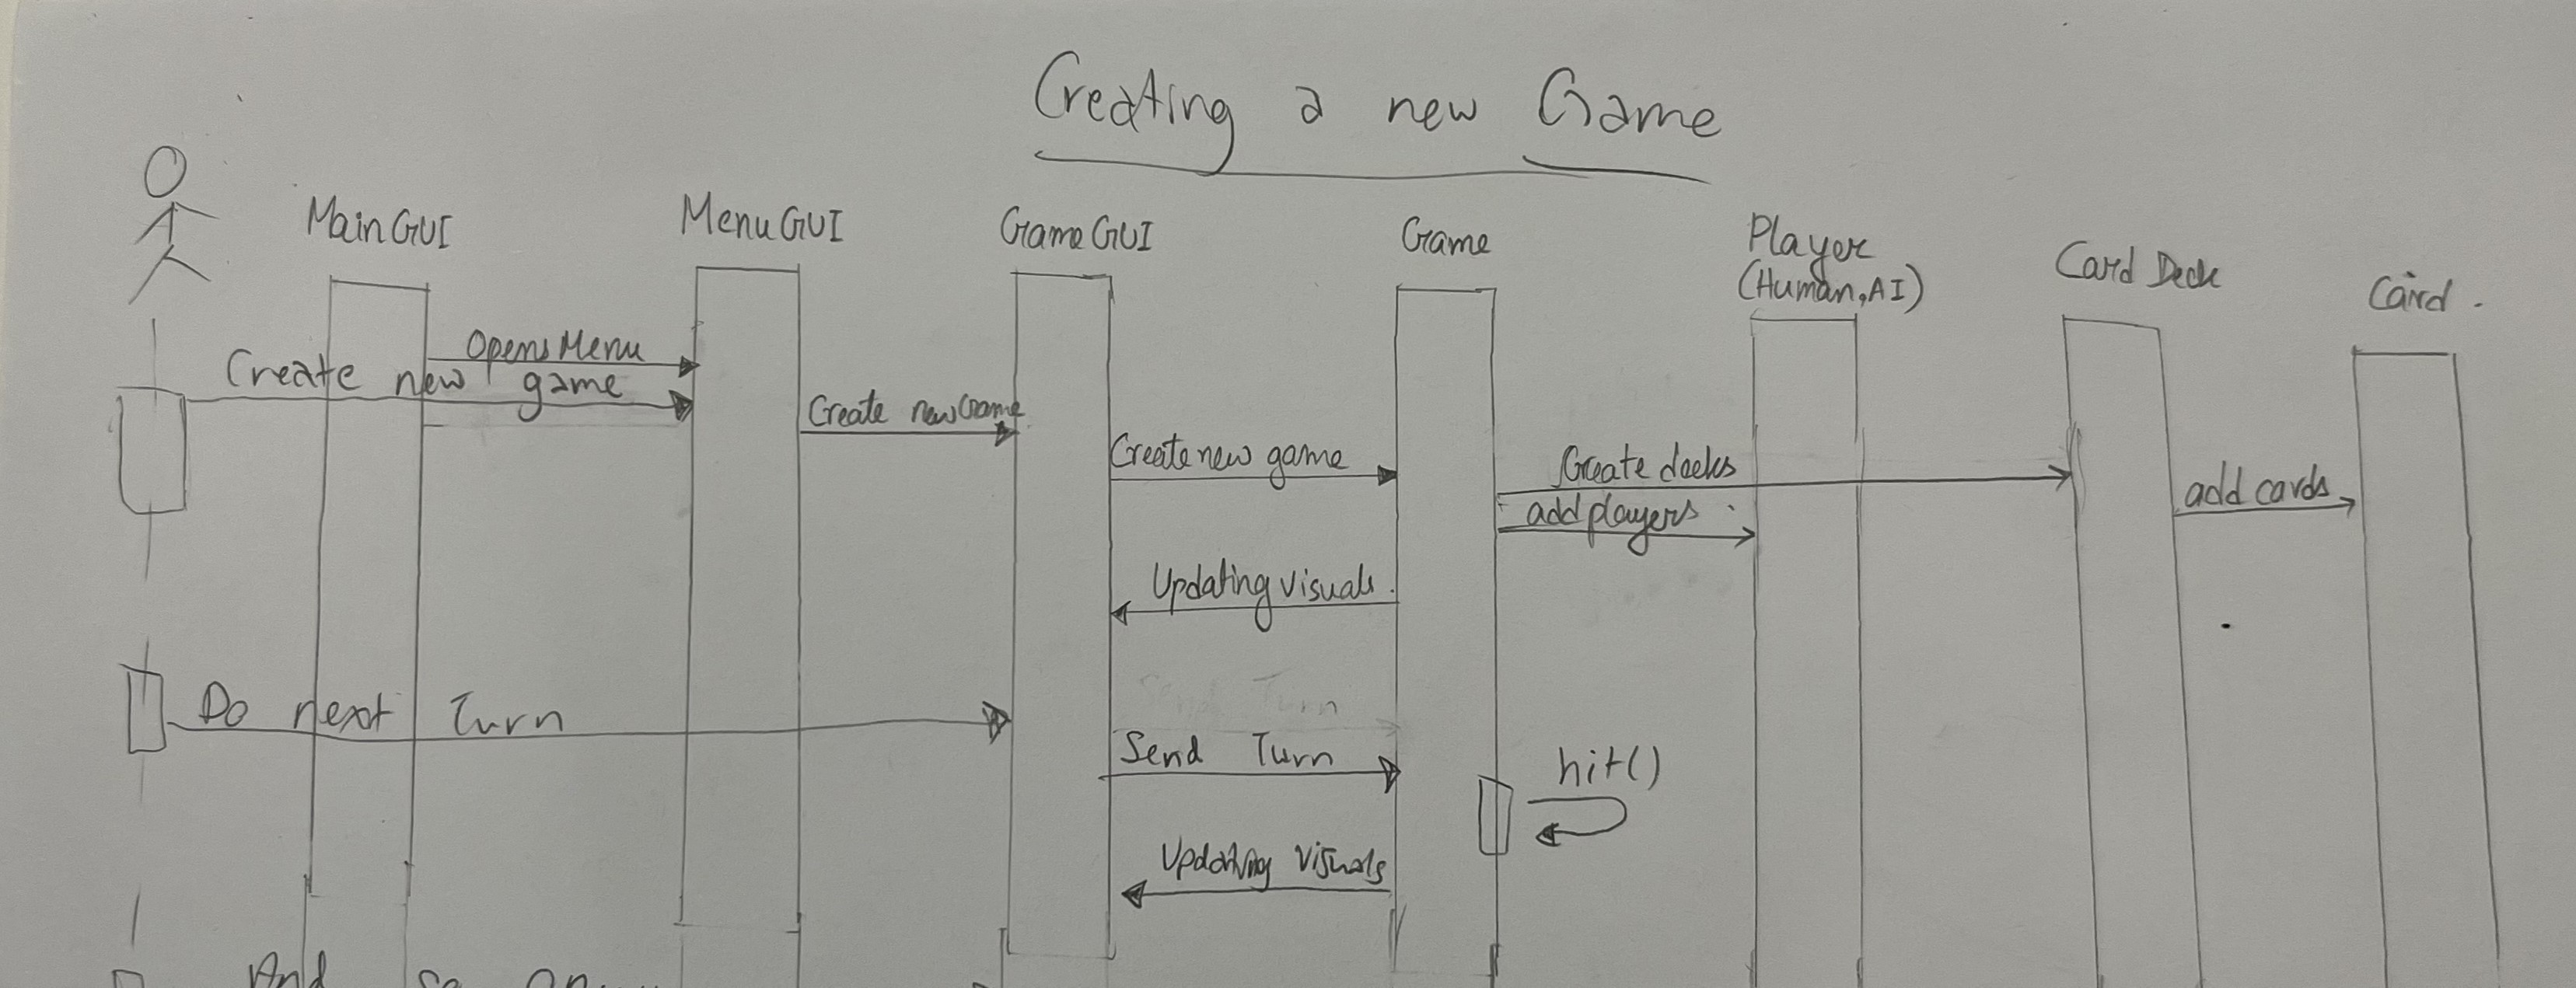 Creating a new Game
MainGUI
MenuGUI
GameGUI
Game
Player
(Human, AI)
Card Deck
Card
Opens Menu
Create new game
Create new Game
Create new game
Create decks
add players
add cards
Updating visuals
Do next Turn
Send Turn
hit()
Updating visuals
And so on